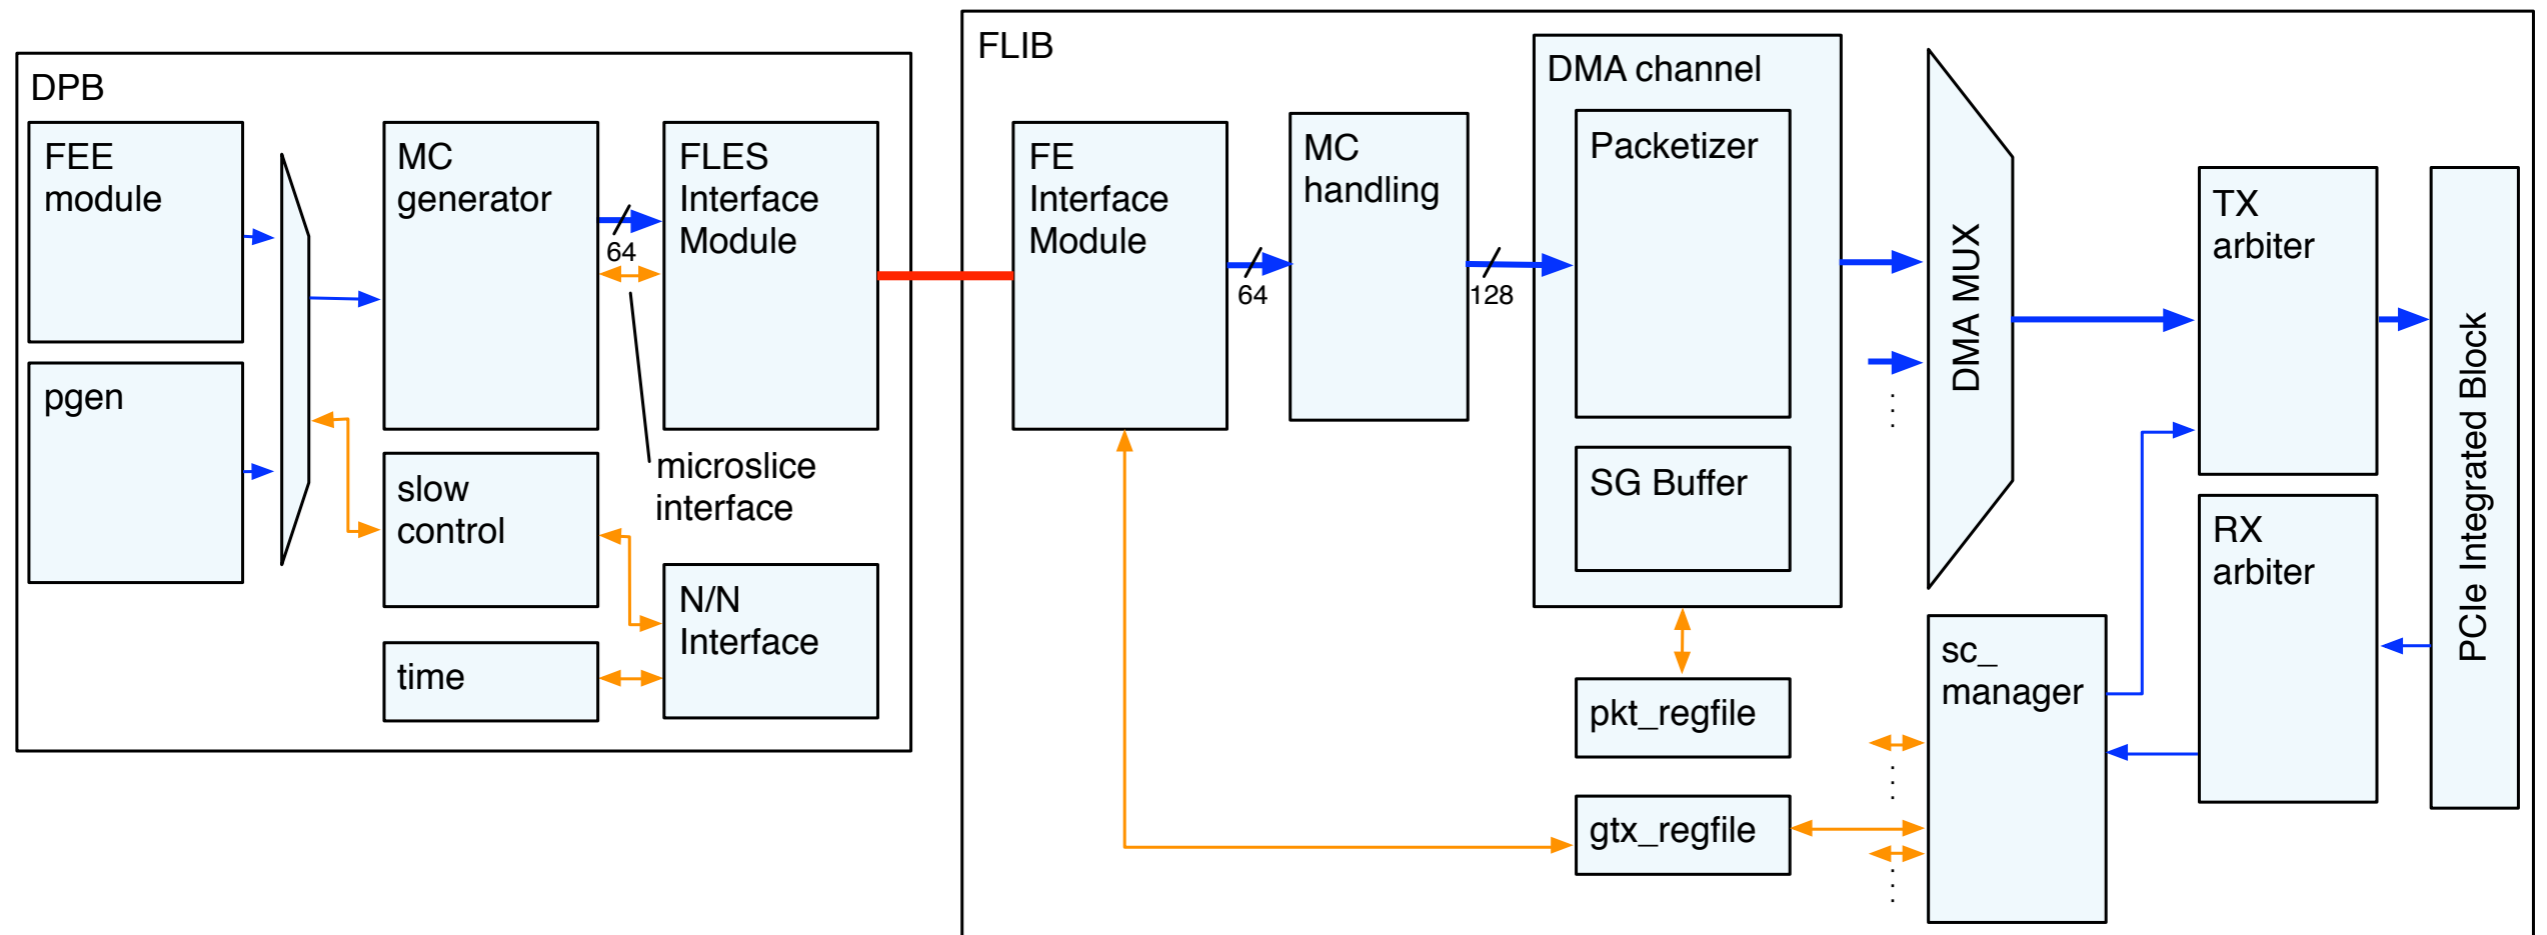 DPB
FEE
module
pgen
MC
generator
64
FLES
Interface
Module
microslice
interface
slow
control
time
N/N
Interface
FLIB
FE
Interface
Module
64
MC
handling
128
DMA channel
Packetizer
SG Buffer
pkt_regfile
gtx_regfile
DMA MUX
sc_
manager
TX
arbiter
RX
arbiter
PCIe Integrated Block